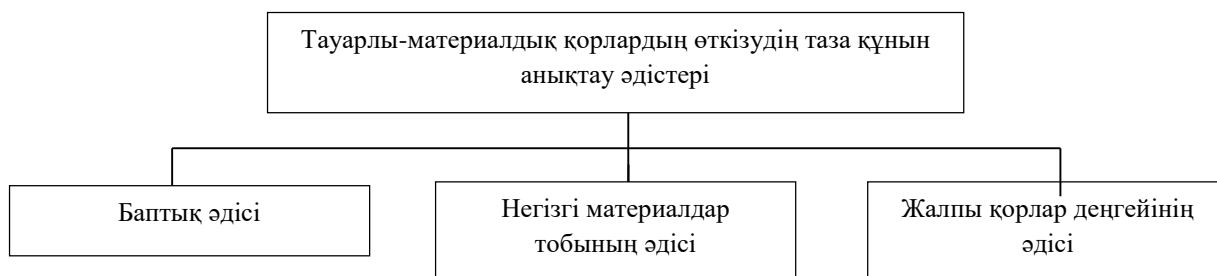 Тауарлы-материалдық қорлардың өткізудің таза құнын
анықтау әдістері
Баптық әдісі
Негізгі материалдар
тобының әдісі
Жалпы қорлар деңгейінің
әдісі